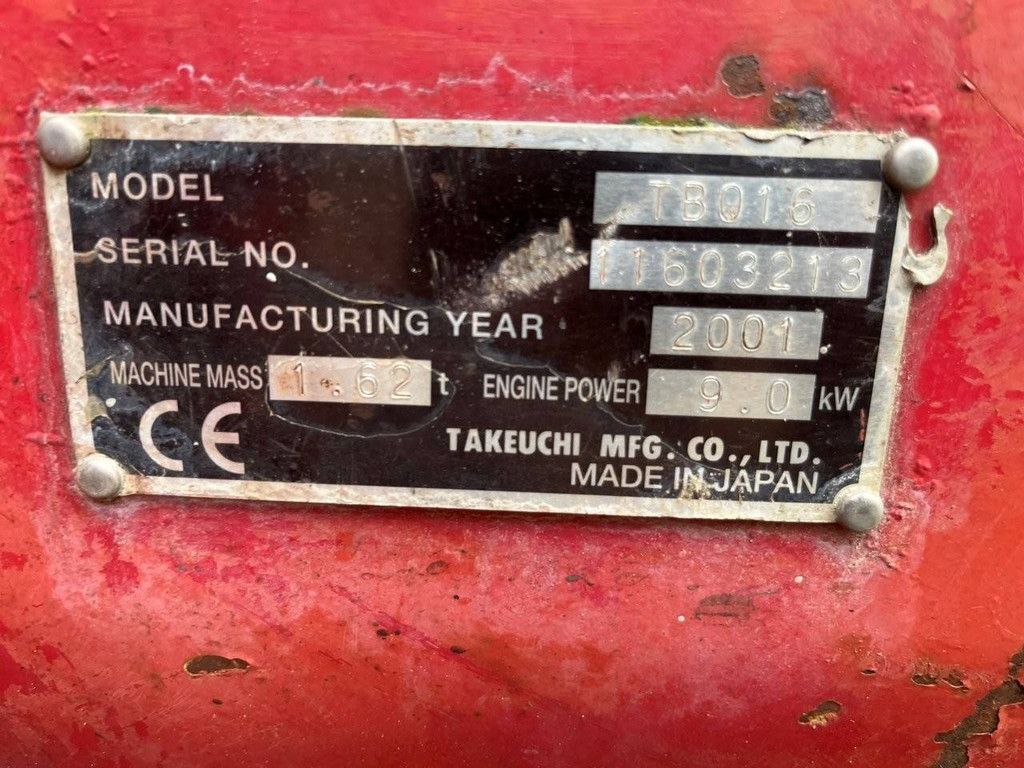 MODEL TB016
SERIAL NO. 11603213
MANUFACTURING YEAR 2001.
MACHINE MASS 1.62 t ENGINE POWER 9.0 kW
CE TAKEUCHI MFG. CO., LTD.
MADE IN JAPAN